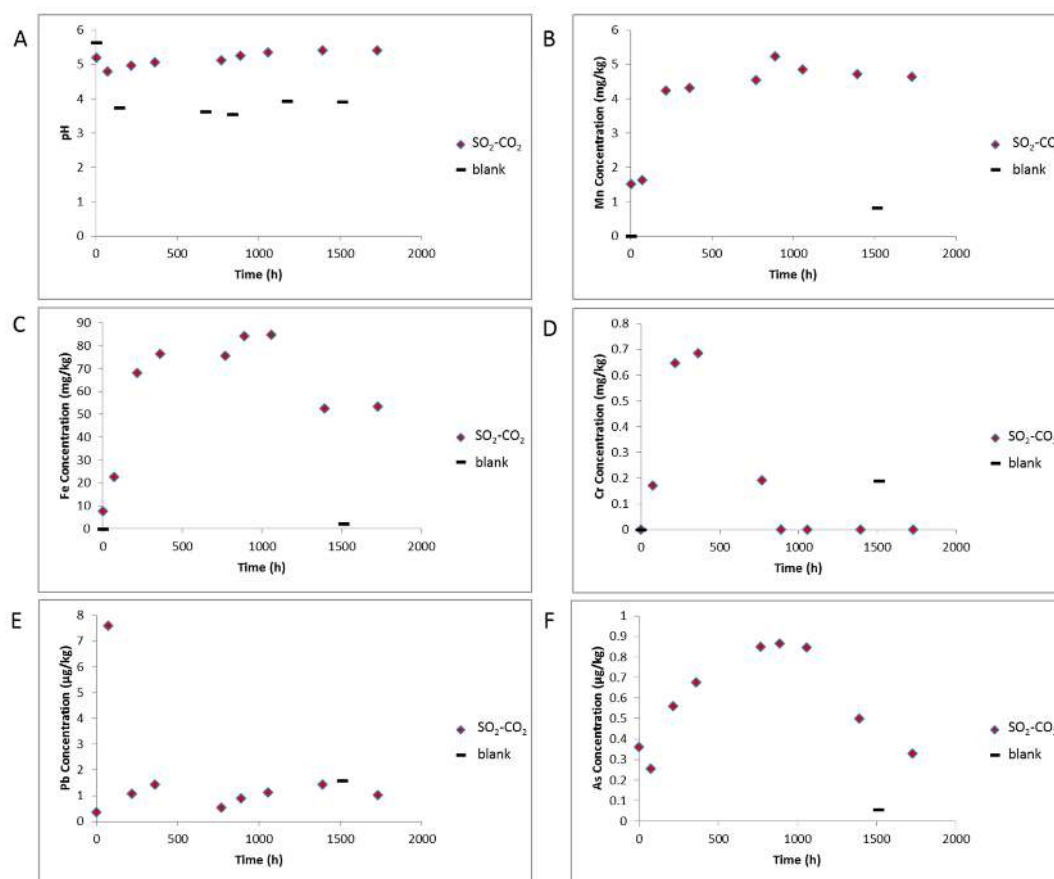 A
pH
6
5
4
3
2
1
0
0 500 1000 1500 2000
Time (h)
SO₂-CO₂
blank
B
Mn Concentration (mg/kg)
6
5
4
3
2
1
0
0 500 1000 1500 2000
Time (h)
SO₂-CO₂
blank
C
Fe Concentration (mg/kg)
90
80
70
60
50
40
30
20
10
0
0 500 1000 1500 2000
Time (h)
SO₂-CO₂
blank
D
Cr Concentration (mg/kg)
0.8
0.7
0.6
0.5
0.4
0.3
0.2
0.1
0
0 500 1000 1500 2000
Time (h)
SO₂-CO₂
blank
E
Pb Concentration (µg/kg)
8
7
6
5
4
3
2
1
0
0 500 1000 1500 2000
Time (h)
SO₂-CO₂
blank
F
As Concentration (µg/kg)
1
0.9
0.8
0.7
0.6
0.5
0.4
0.3
0.2
0.1
0
0 500 1000 1500 2000
Time (h)
SO₂-CO₂
blank